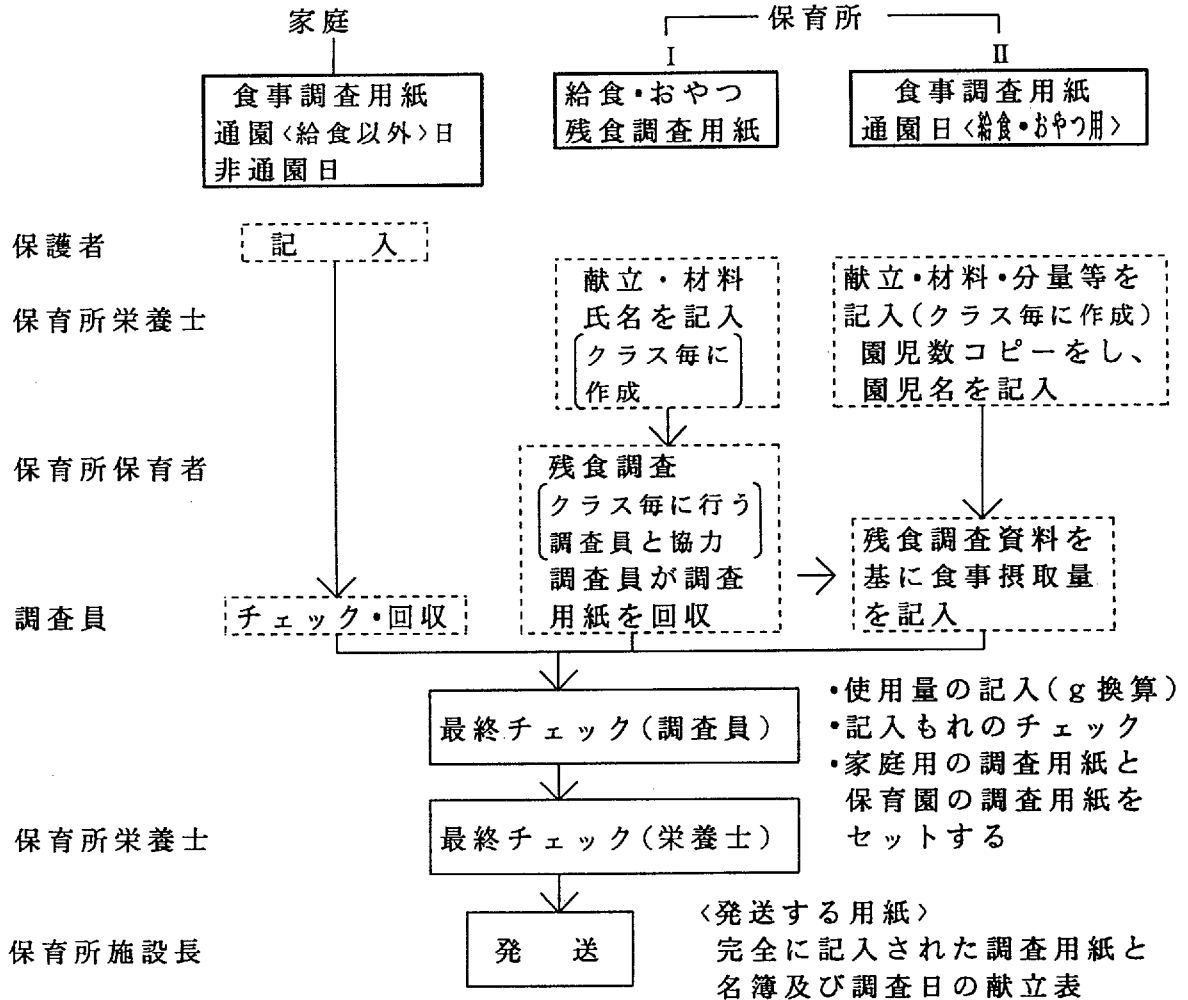 家庭
保育所
I
II
食事調査用紙
通園<給食以外>日
非通園日
給食・おやつ
残食調査用紙
食事調査用紙
通園日<給食・おやつ用>
保護者
記 入
保育所栄養士
献立・材料
氏名を記入
クラス毎に
作成
献立・材料・分量等を
記入(クラス毎に作成)
園児数コピーをし、
園児名を記入
保育所保育者
残食調査
クラス毎に行う
調査員と協力
調査員が調査
用紙を回収
残食調査資料を
基に食事摂取量
を記入
調査員
チェック・回収
最終チェック(調査員)
・使用量の記入(g換算)
・記入もれのチェック
・家庭用の調査用紙と
保育園の調査用紙を
セットする
保育所栄養士
最終チェック(栄養士)
保育所施設長
発 送
<発送する用紙>
完全に記入された調査用紙と
名簿及び調査日の献立表